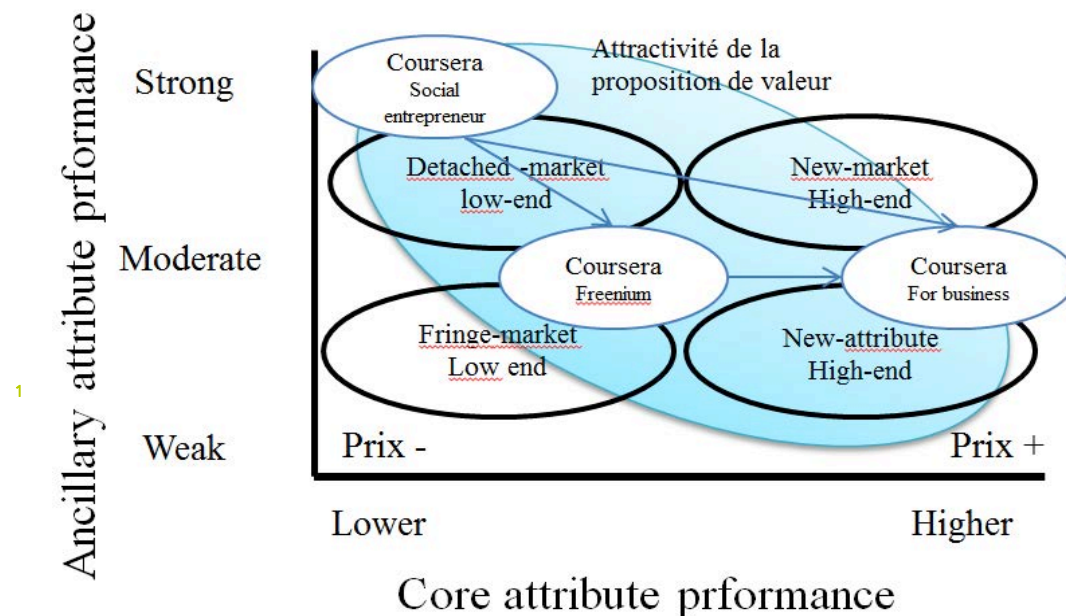 Ancillary attribute prformance
Strong
Moderate
Weak
1
Coursera
Social
entrepreneur
Attractivité de la
proposition de valeur
Detached -market
low-end
New-market
High-end
Coursera
Freenium
Coursera
For business
Fringe-market
Low end
New-attribute
High-end
Prix -
Prix +
Lower
Higher
Core attribute prformance